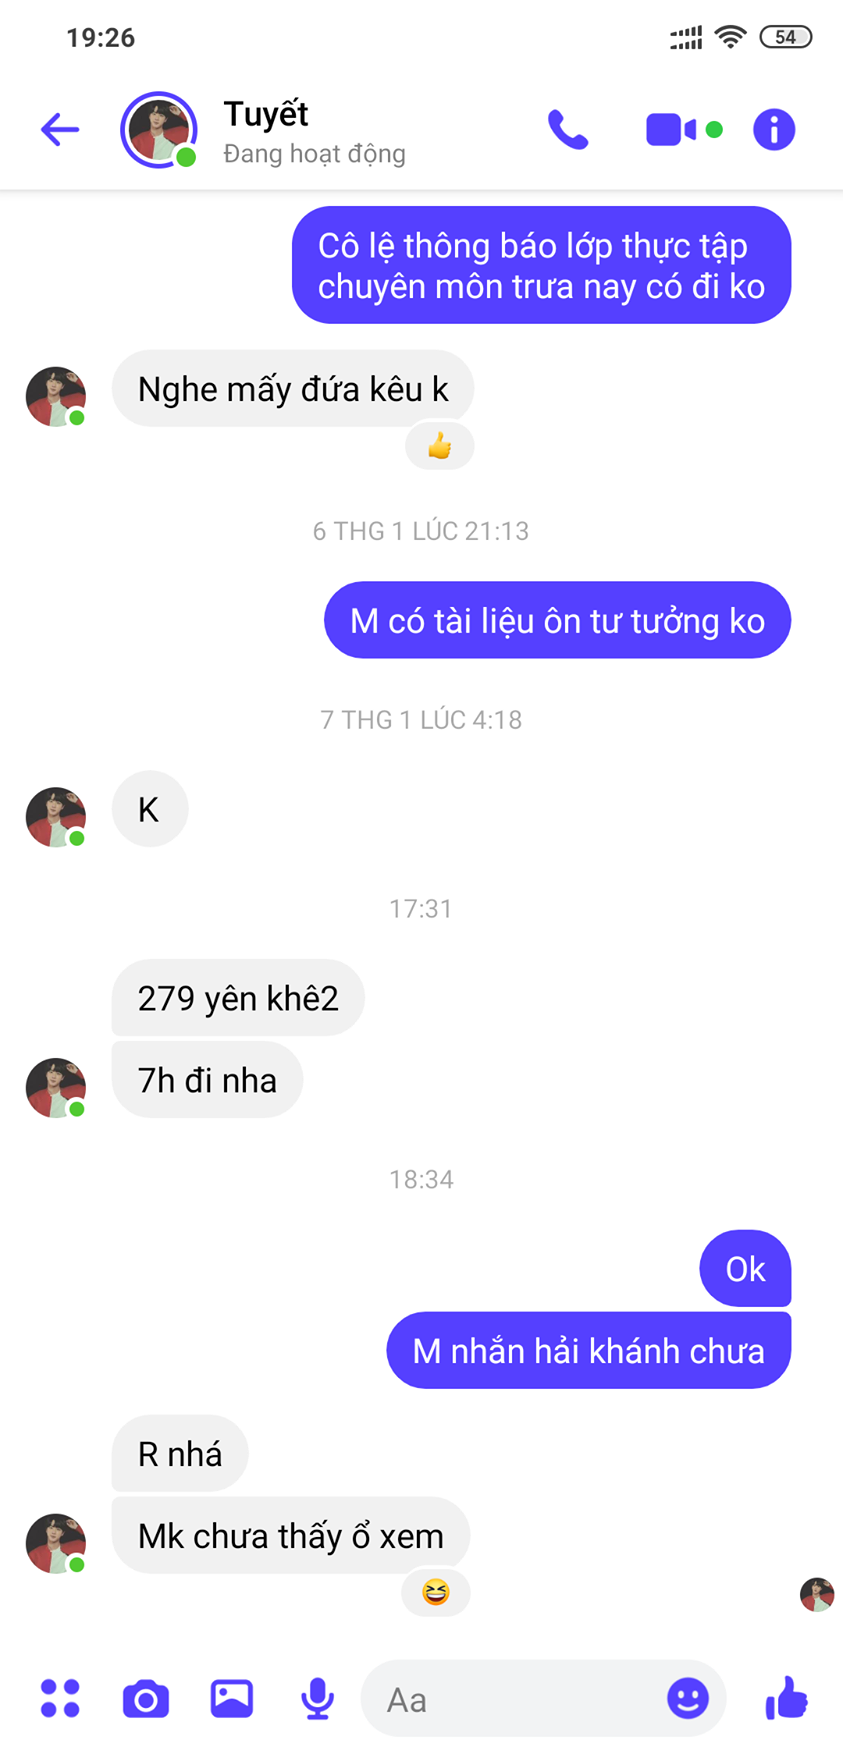 19:26
54
Tuyết
Đang hoạt động
Cô lệ thông báo lớp thực tập
chuyên môn trưa nay có đi ko
Nghe mấy đứa kêu k
6 THG 1 LÚC 21:13
M có tài liệu ôn tư tưởng ko
7 THG 1 LÚC 4:18
K
17:31
279 yên khê2
7h đi nha
18:34
Ok
M nhắn hải khánh chưa
R nhá
Mk chưa thấy ổ xem
Aa